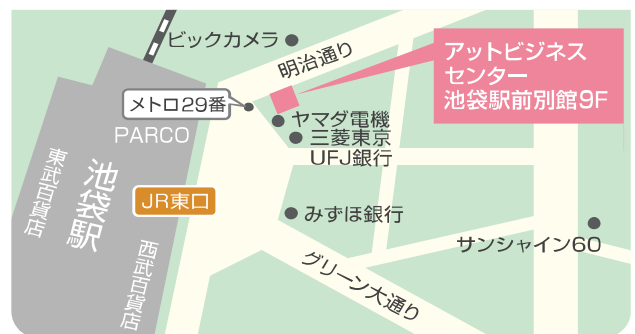 ビックカメラ
明治通り
アットビジネス
センター
池袋駅前別館9F
メトロ29番
PARCO
ヤマダ電機
三菱東京
UFJ銀行
東武百貨店
池袋駅
JR東口
西武百貨店
みずほ銀行
サンシャイン60
グリーン大通り